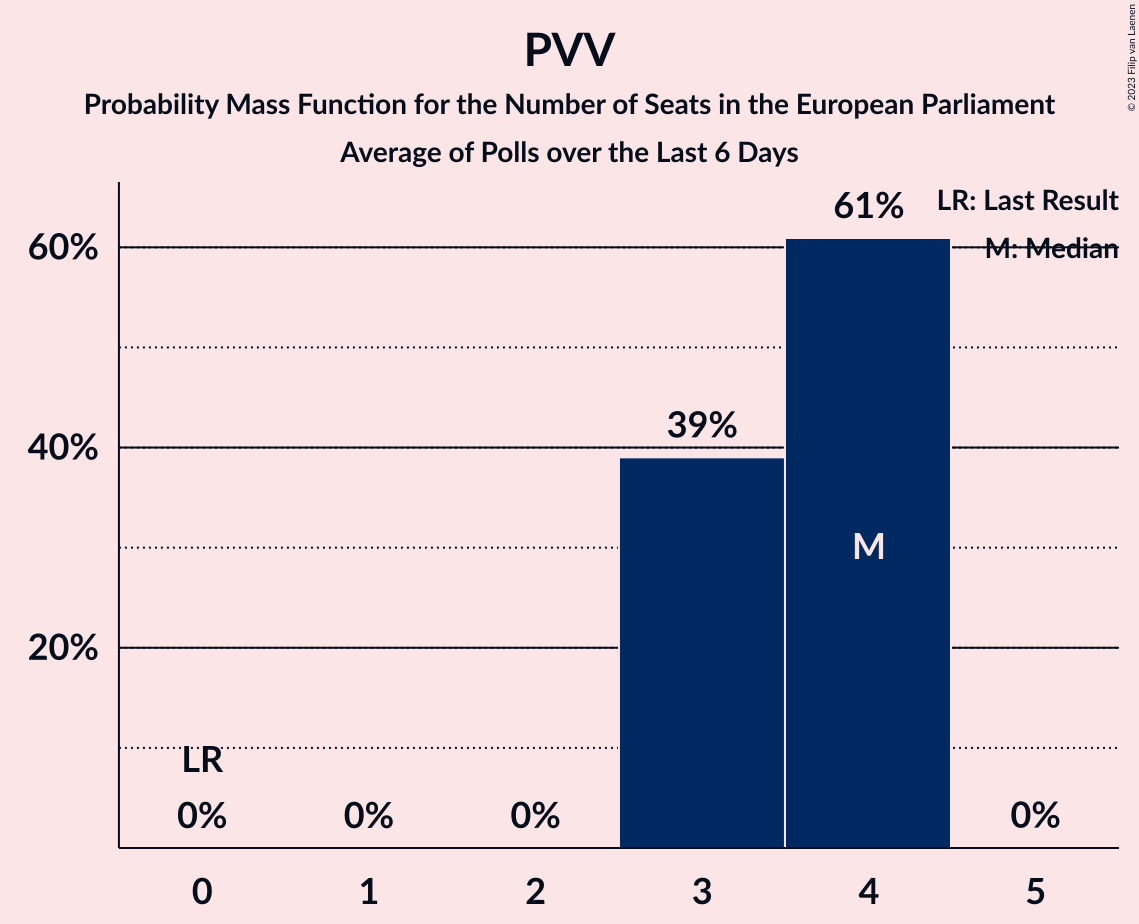 PVV
Probability Mass Function for the Number of Seats in the European Parliament
Average of Polls over the Last 6 Days
© 2023 Filip van Laenen
LR: Last Result
M: Median
61%
60%
39%
40%
M
20%
LR
0% 0% 0% 0%
0 1 2 3 4 5